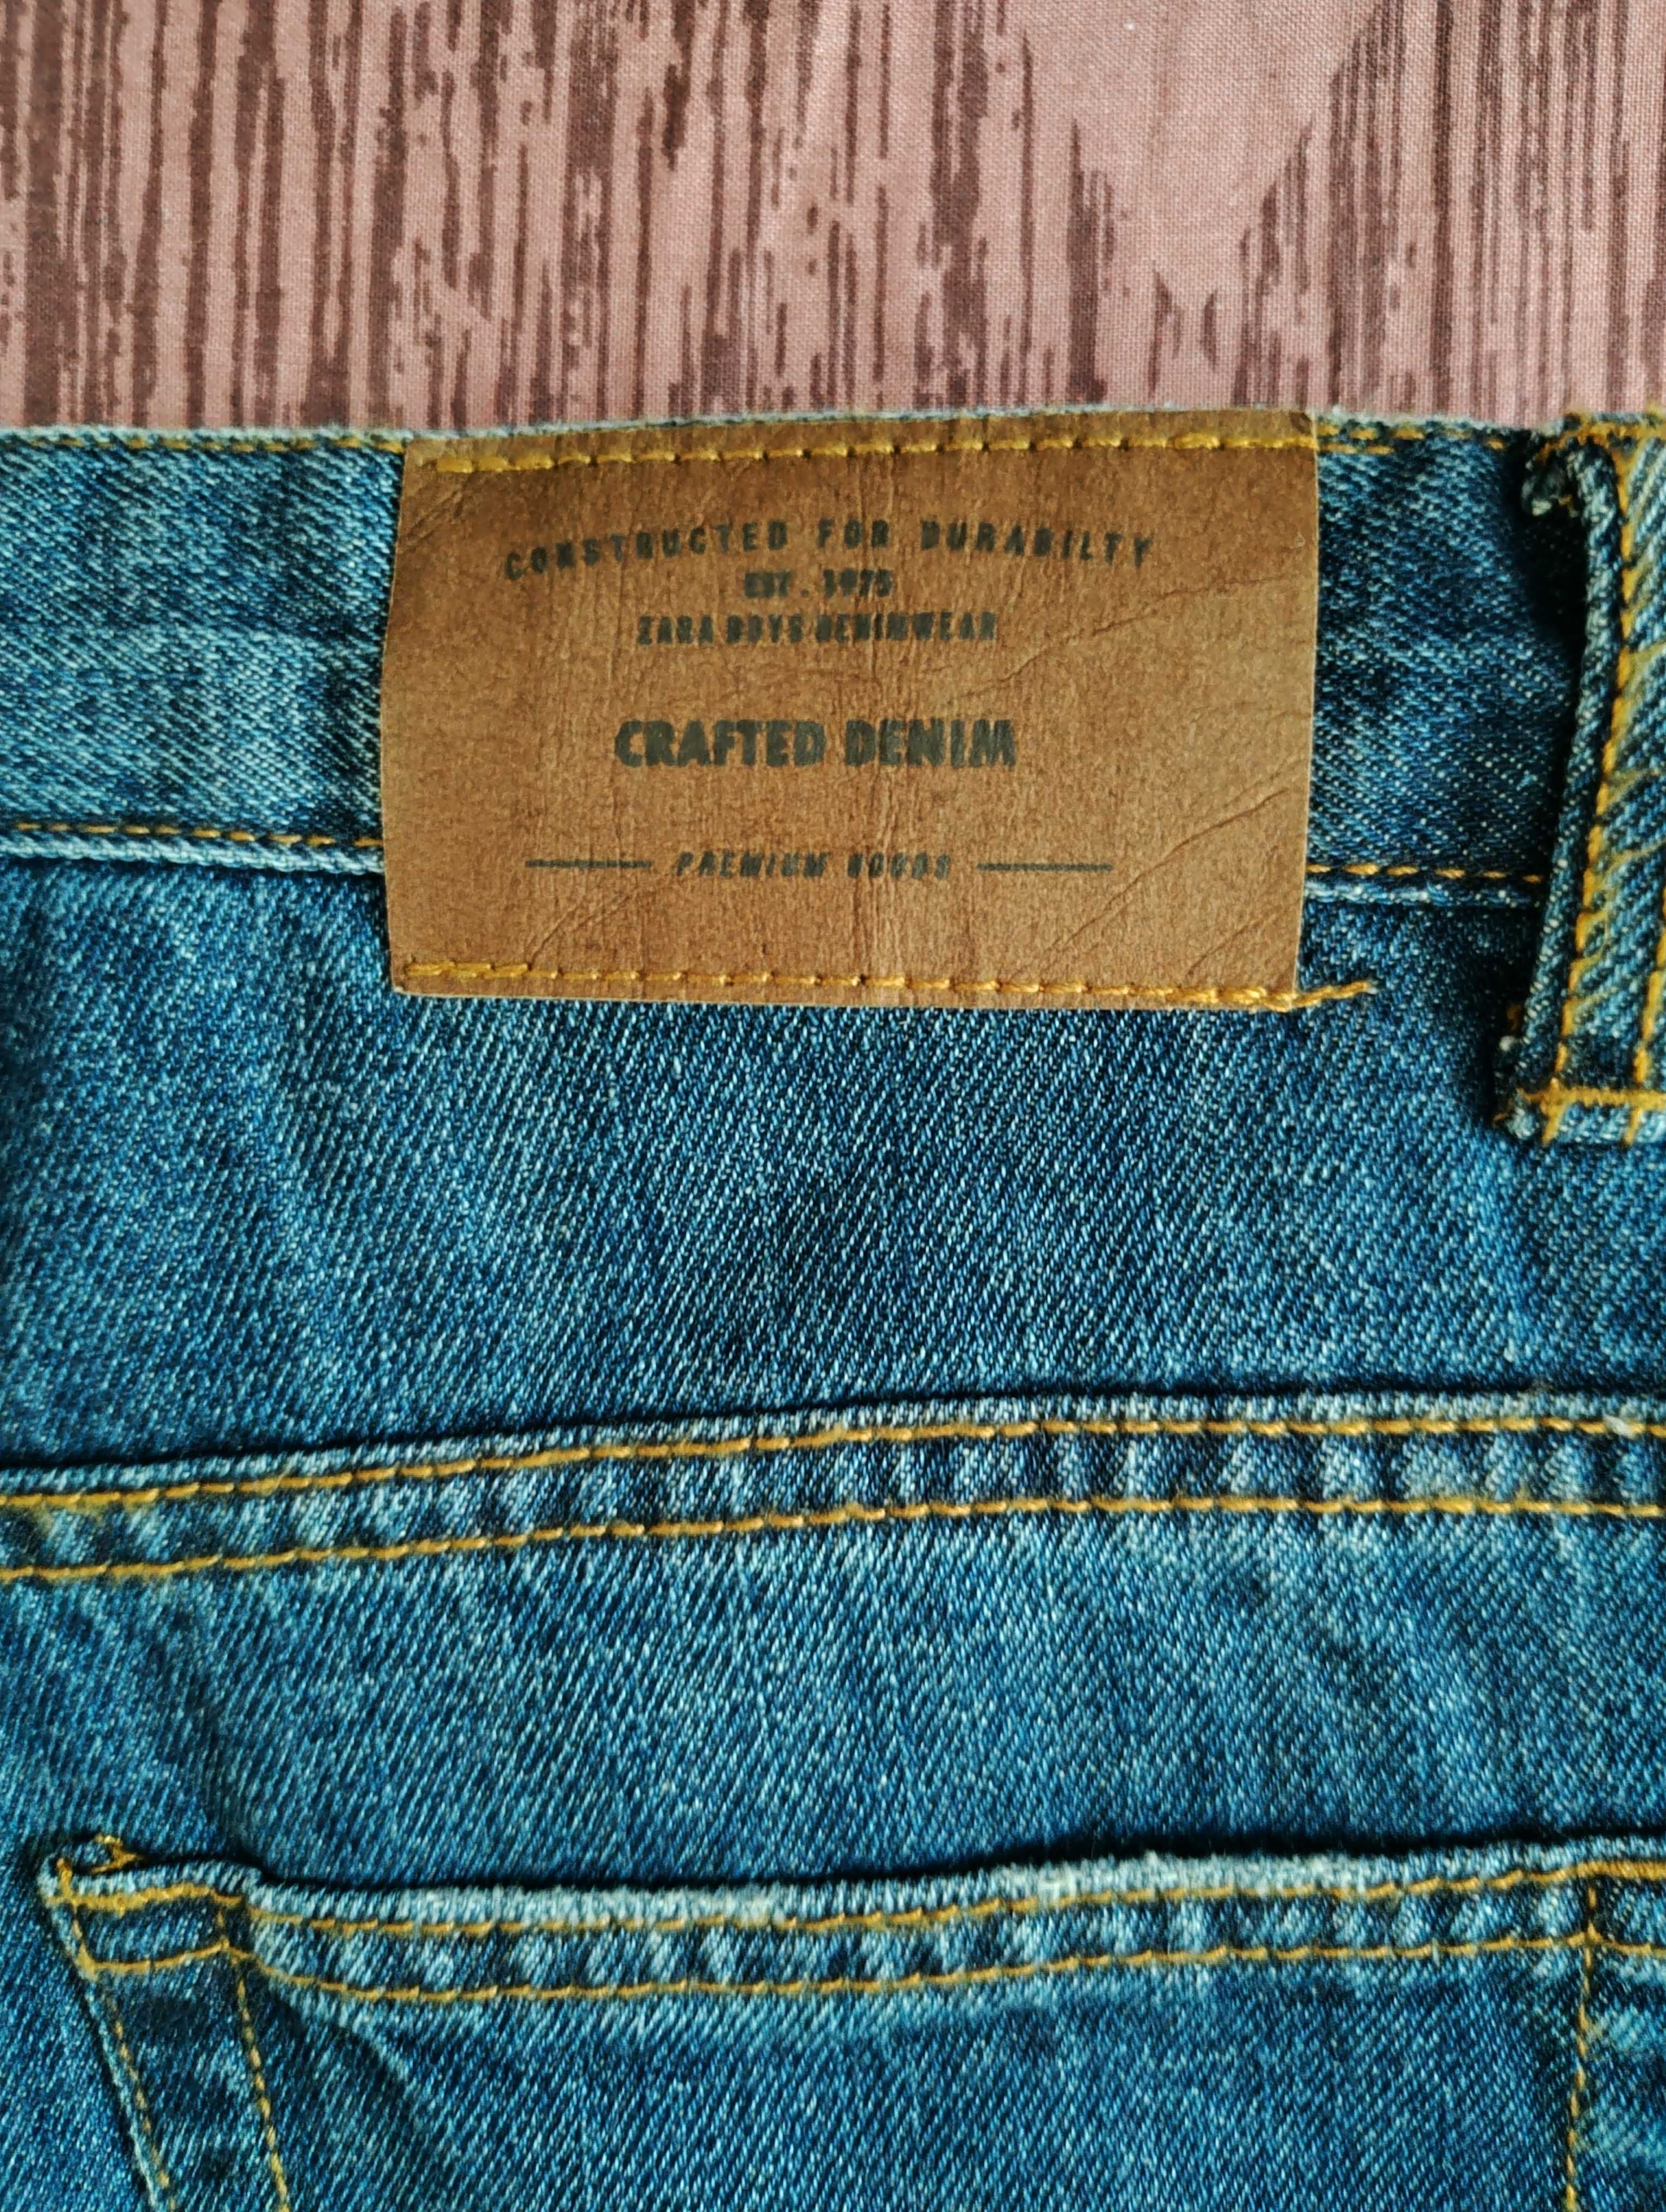 CONSTRUCTED FOR DURABILTY
EST. 1975
ZARA BOYS DENIMWEAR
CRAFTED DENIM
PREMIUM GOODS